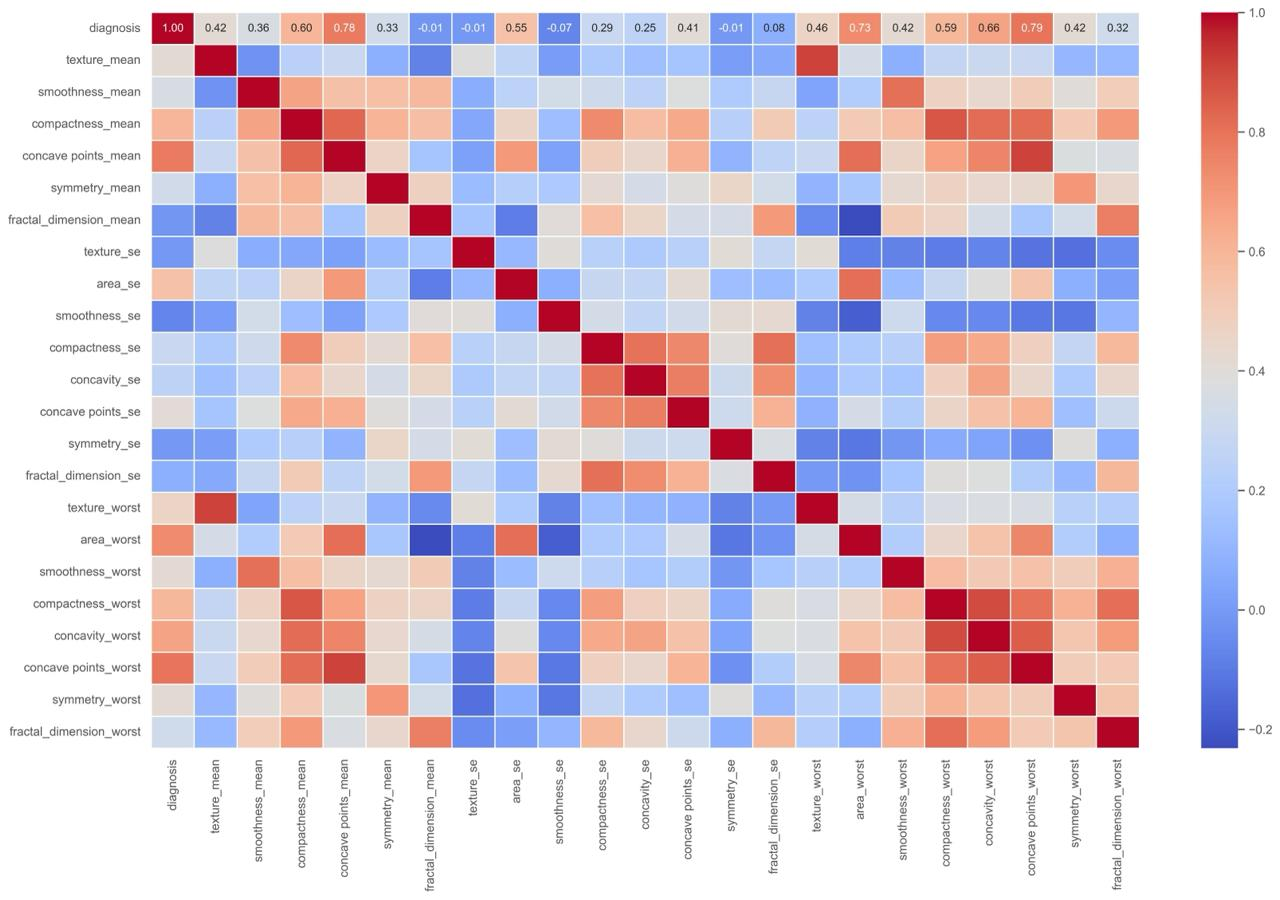 diagnosis 1.00 0.42 0.36 0.60 0.78 0.33 -0.01 -0.01 0.55 -0.07 0.29 0.25 0.41 -0.01 0.08 0.46 0.73 0.42 0.59 0.66 0.79 0.42 0.32
texture_mean
smoothness_mean
compactness_mean
concave points_mean
symmetry_mean
fractal_dimension_mean
texture_se
area_se
smoothness_se
compactness_se
concavity_se
concave points_se
symmetry_se
fractal_dimension_se
texture_worst
area_worst
smoothness_worst
compactness_worst
concavity_worst
concave points_worst
symmetry_worst
fractal_dimension_worst
diagnosis
texture_mean
smoothness_mean
compactness_mean
concave points_mean
symmetry_mean
fractal_dimension_mean
texture_se
area_se
smoothness_se
compactness_se
concavity_se
concave points_se
symmetry_se
fractal_dimension_se
texture_worst
area_worst
smoothness_worst
compactness_worst
concavity_worst
concave points_worst
symmetry_worst
fractal_dimension_worst
1.0
0.8
0.6
0.4
0.2
0.0
−0.2